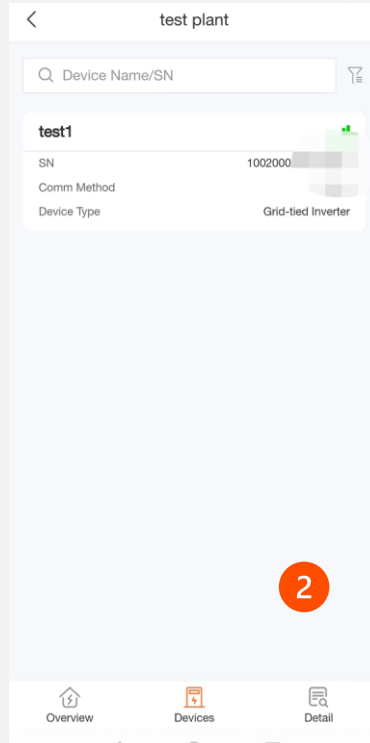 test plant
Device Name/SN
test1
SN 1002000
Comm Method
Device Type Grid-tied Inverter
2
Overview Devices Detail